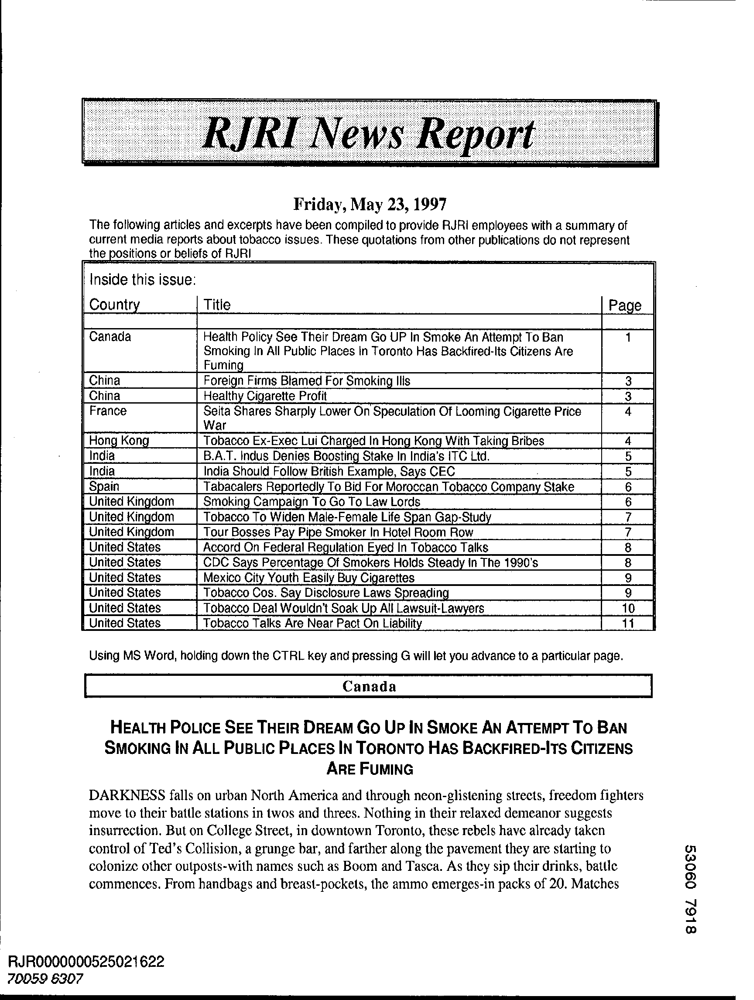 RJRI News Report
Friday, May 23, 1997
The following articles and excerpts have been compiled to provide RJRI employees with a summary of
current media reports about tobacco issues. These quotations from other publications do not represent
the positions or beliefs of RJRI
Inside this issue:
Country Title Page
Canada Health Policy See Their Dream Go UP In Smoke An Attempt To Ban 1
Smoking In All Public Places In Toronto Has Backfired-Its Citizens Are
Fuming
China Foreign Firms Blamed For Smoking Ills 3
China Healthy Cigarette Profit 3
France Seita Shares Sharply Lower On Speculation Of Looming Cigarette Price 4
War
Hong Kong Tobacco Ex-Exec Lui Charged In Hong Kong With Taking Bribes 4
India B.A.T. Indus Denies Boosting Stake In India's ITC Ltd. 5
India India Should Follow British Example, Says CEC 5
Spain Tabacalers Reportedly To Bid For Moroccan Tobacco Company Stake 6
United Kingdom Smoking Campaign To Go To Law Lords 6
United Kingdom Tobacco To Widen Male-Female Life Span Gap-Study 7
United Kingdom Tour Bosses Pay Pipe Smoker In Hotel Room Row 7
United States Accord On Federal Regulation Eyed In Tobacco Talks 8
United States CDC Says Percentage Of Smokers Holds Steady In The 1990's 8
United States Mexico City Youth Easily Buy Cigarettes 9
United States Tobacco Cos. Say Disclosure Laws Spreading. 9
United States Tobacco Deal Wouldn't Soak Up All Lawsuit-Lawyers 10
United States Tobacco Talks Are Near Pact On Liability 11
Using MS Word, holding down the CTRL key and pressing G will let you advance to a particular page.
Canada
HEALTH POLICE SEE THEIR DREAM GO UP IN SMOKE AN ATTEMPT TO BAN
SMOKING IN ALL PUBLIC PLACES IN TORONTO HAS BACKFIRED-ITS CITIZENS
ARE FUMING
DARKNESS falls on urban North America and through neon-glistening streets, freedom fighters
move to their battle stations in twos and threes. Nothing in their relaxed demeanor suggests
insurrection. But on College Street, in downtown Toronto, these rebels have already taken
control of Ted's Collision, a grunge bar, and farther along the pavement they are starting to
colonize other outposts-with names such as Boom and Tasca. As they sip their drinks, battle
commences. From handbags and breast-pockets, the ammo emerges-in packs of 20. Matches
53060 7918
RJR0000000525021622
70059 6307